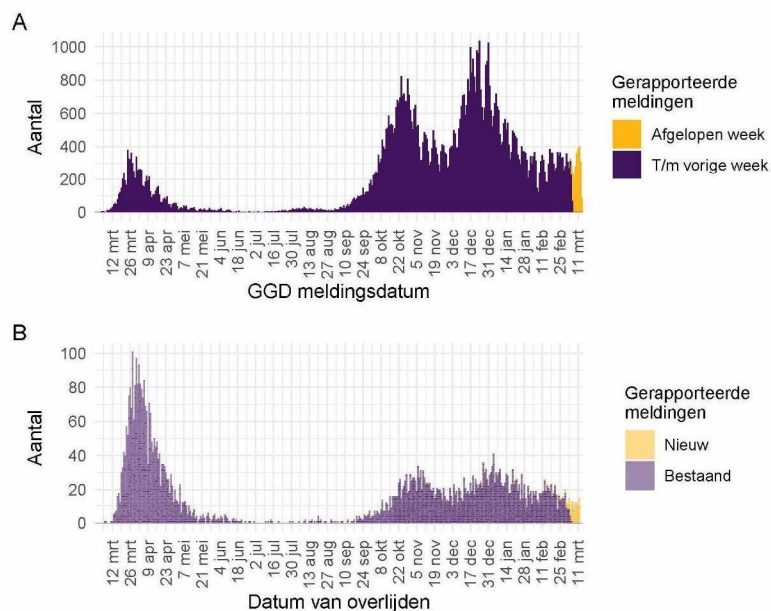 A
1000
800
600
400
200
0
Aantal
12 mrt
26 mrt
9 apr
23 apr
7 mei
21 mei
4 jun
18 jun
2 jul
16 jul
30 jul
13 aug
27 aug
10 sep
24 sep
8 okt
22 okt
5 nov
19 nov
3 dec
17 dec
31 dec
14 jan
28 jan
11 feb
25 feb
11 mrt
GGD meldingsdatum
Gerapporteerde
meldingen
Afgelopen week
T/m vorige week
B
100
80
60
40
20
0
Aantal
12 mrt
26 mrt
9 apr
23 apr
7 mei
21 mei
4 jun
18 jun
2 jul
16 jul
30 jul
13 aug
27 aug
10 sep
24 sep
8 okt
22 okt
5 nov
19 nov
3 dec
17 dec
31 dec
14 jan
28 jan
11 feb
25 feb
11 mrt
Datum van overlijden
Gerapporteerde
meldingen
Nieuw
Bestaand